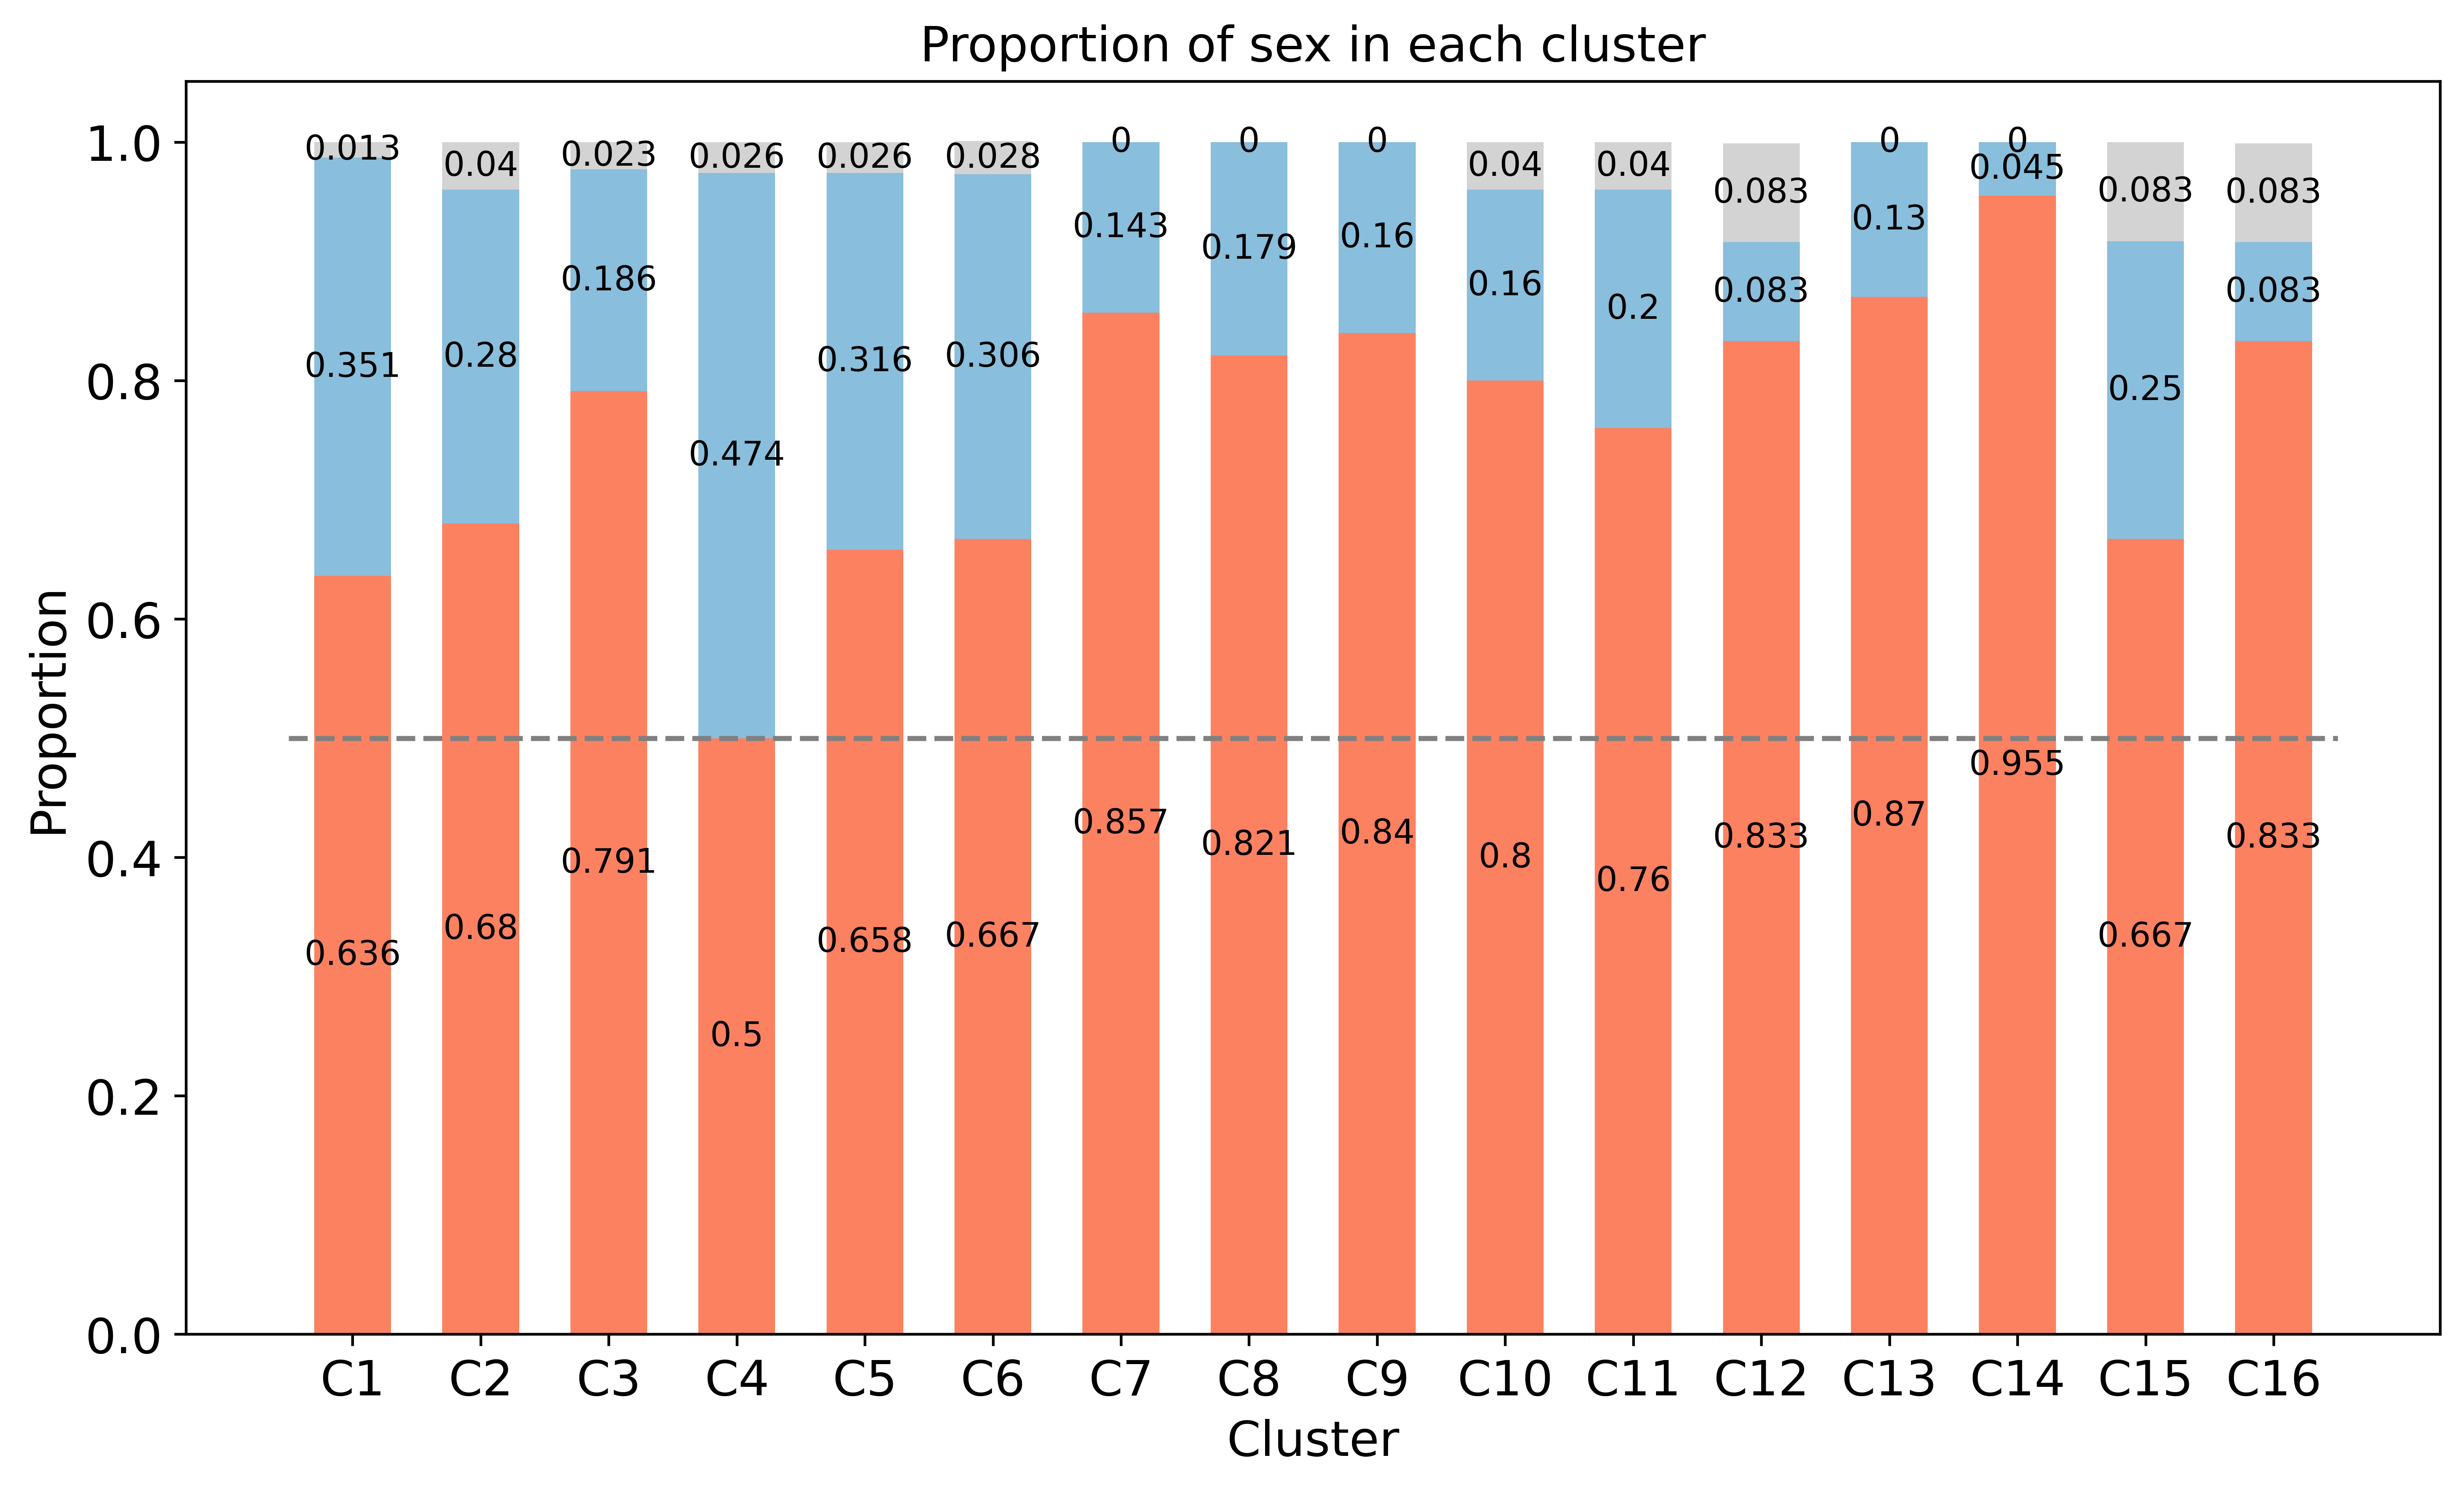 Proportion of sex in each cluster
Proportion
1.0
0.8
0.6
0.4
0.2
0.0
0.013 0.04 0.023 0.026 0.026 0.028 0 0 0 0.04 0.04 0.083 0 0 0.083 0.083
0.351 0.28 0.186 0.474 0.316 0.306 0.143 0.179 0.16 0.16 0.2 0.083 0.13 0.045 0.25 0.083
0.636 0.68 0.791 0.5 0.658 0.667 0.857 0.821 0.84 0.8 0.76 0.833 0.87 0.955 0.667 0.833
C1 C2 C3 C4 C5 C6 C7 C8 C9 C10 C11 C12 C13 C14 C15 C16
Cluster